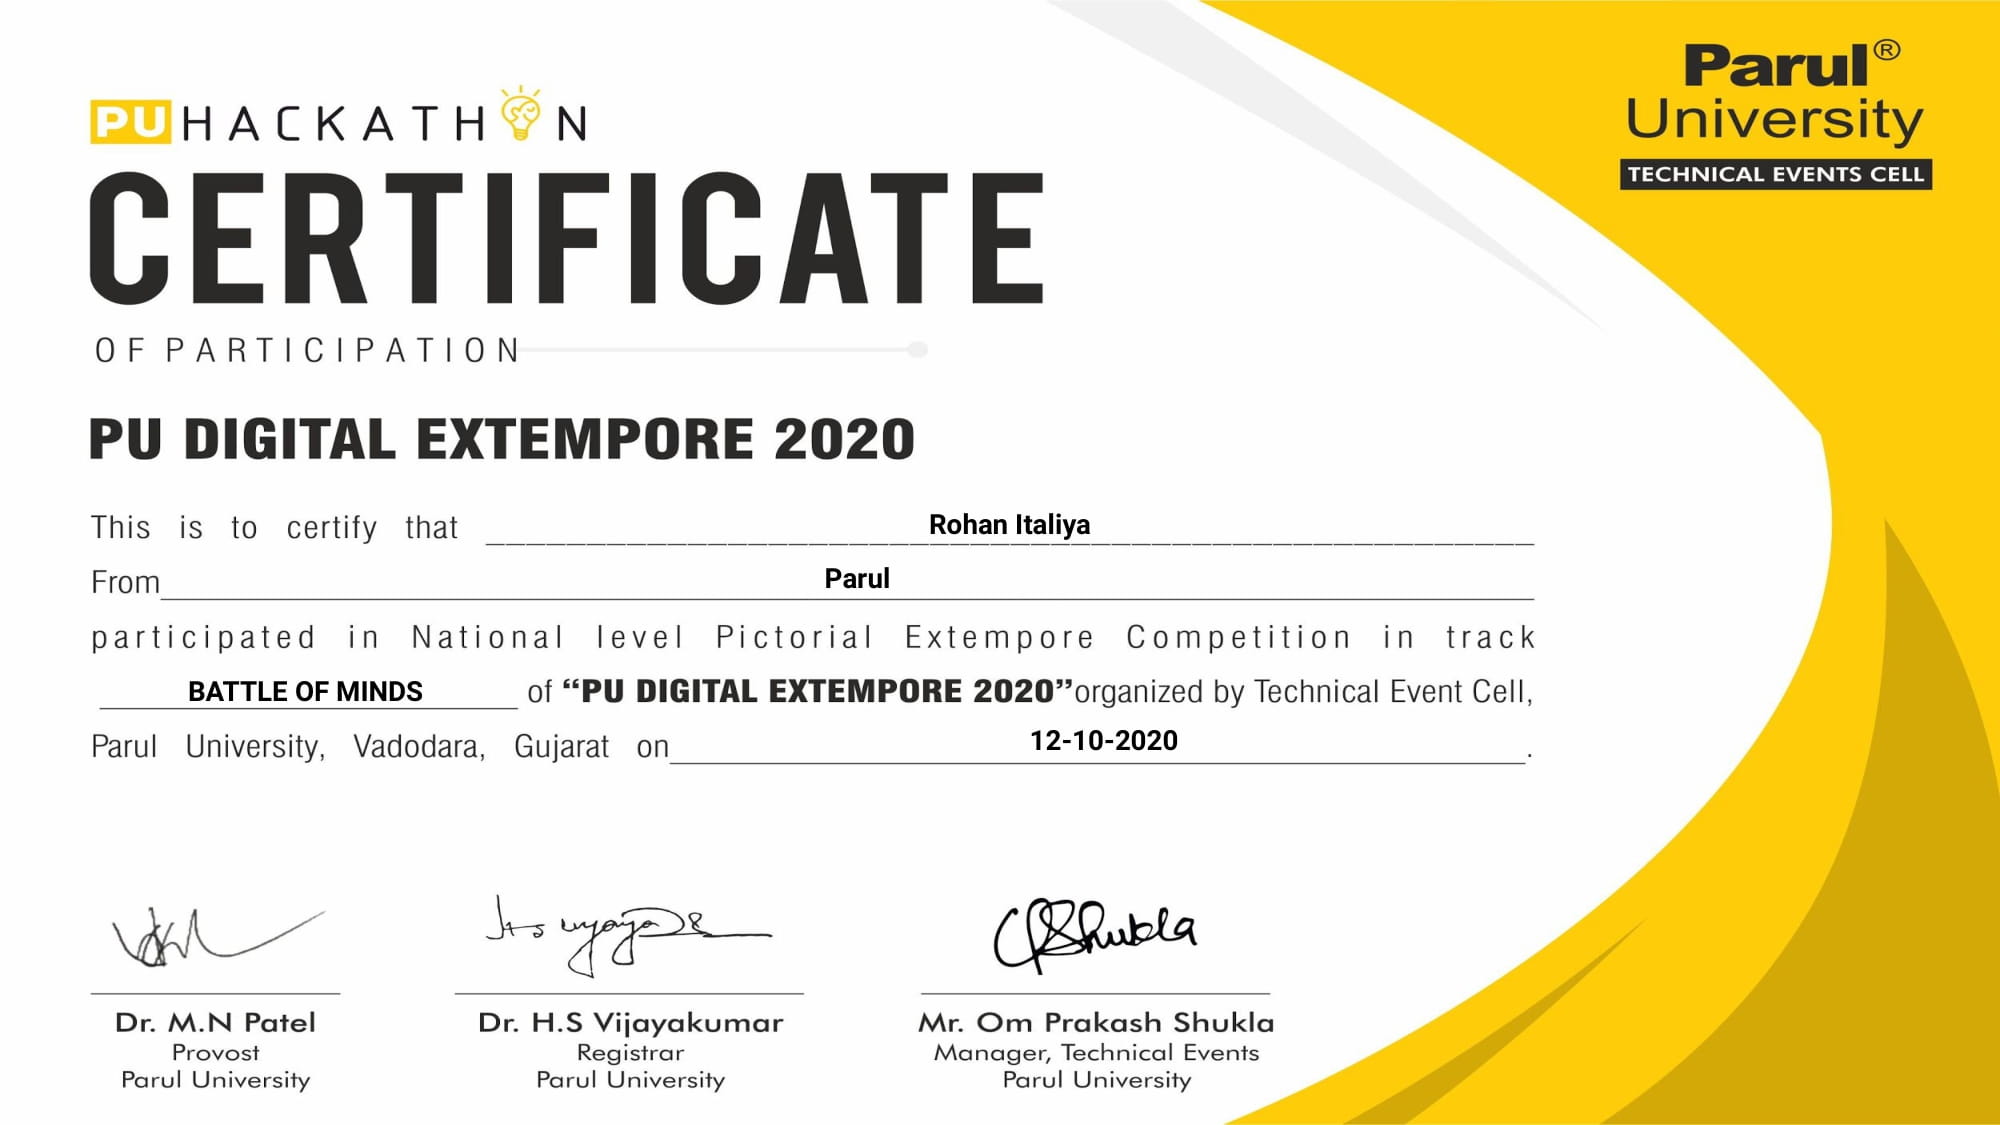 PU HACKATHON
Parul®
University
TECHNICAL EVENTS CELL
CERTIFICATE
OF PARTICIPATION
PU DIGITAL EXTEMPORE 2020
This is to certify that Rohan Italiya
From Parul
participated in National level Pictorial Extempore Competition in track
BATTLE OF MINDS of “PU DIGITAL EXTEMPORE 2020”organized by Technical Event Cell,
Parul University, Vadodara, Gujarat on 12-10-2020.
Shukla
Dr. M.N Patel
Provost
Parul University
Dr. H.S Vijayakumar
Registrar
Parul University
Mr. Om Prakash Shukla
Manager, Technical Events
Parul University